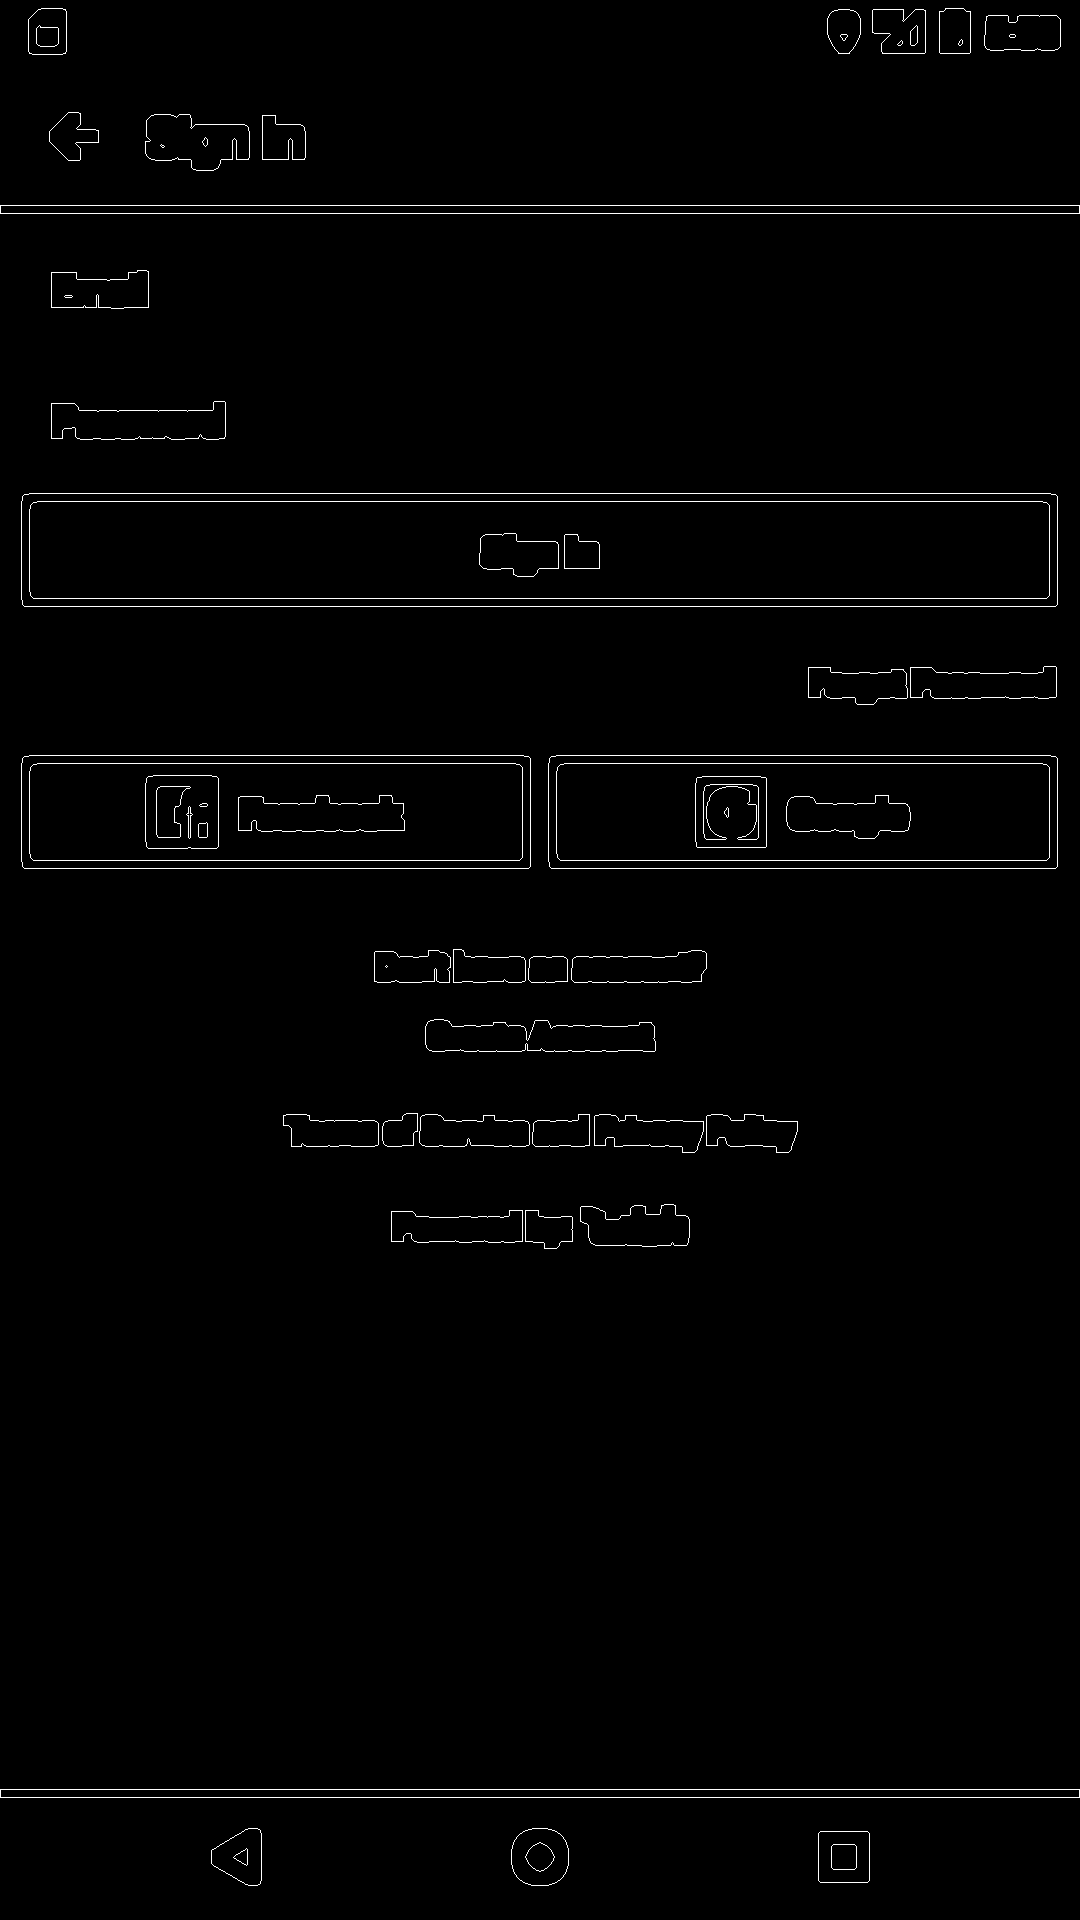 Sign in
Email
Password
Sign in
Forgot Password
Facebook
Google
Don't have an account?
Create Account
Terms of Service and Privacy Policy
Powered by